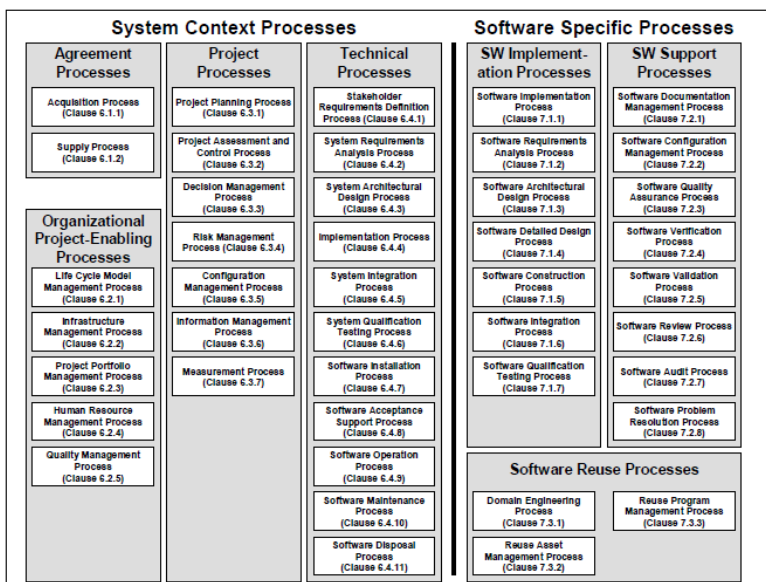 System Context Processes
Software Specific Processes
Agreement
Processes
Acquisition Process
(Clause 6.1.1)
Supply Process
(Clause 6.1.2)
Organizational
Project-Enabling
Processes
Life Cycle Model
Management Process
(Clause 6.2.1)
Infrastructure
Management Process
(Clause 6.2.2)
Project Portfolio
Management Process
(Clause 6.2.3)
Human Resource
Management Process
(Clause 6.2.4)
Quality Management
Process
(Clause 6.2.5)
Project
Processes
Project Planning Process
(Clause 6.3.1)
Project Assessment and
Control Process
(Clause 6.3.2)
Decision Management
Process
(Clause 6.3.3)
Risk Management
Process (Clause 6.3.4)
Configuration
Management Process
(Clause 6.3.5)
Information Management
Process
(Clause 6.3.6)
Measurement Process
(Clause 6.3.7)
Technical
Processes
Stakeholder
Requirements Definition
Process (Clause 6.4.1)
System Requirements
Analysis Process
(Clause 6.4.2)
System Architectural
Design Process
(Clause 6.4.3)
Implementation Process
(Clause 6.4.4)
System Integration
Process
(Clause 6.4.5)
System Qualification
Testing Process
(Clause 6.4.6)
Software Installation
Process
(Clause 6.4.7)
Software Acceptance
Support Process
(Clause 6.4.8)
Software Operation
Process
(Clause 6.4.9)
Software Maintenance
Process
(Clause 6.4.10)
Software Disposal
Process
(Clause 6.4.11)
SW Implement-
ation Processes
Software Implementation
Process
(Clause 7.1.1)
Software Requirements
Analysis Process
(Clause 7.1.2)
Software Architectural
Design Process
(Clause 7.1.3)
Software Detailed Design
Process
(Clause 7.1.4)
Software Construction
Process
(Clause 7.1.5)
Software Integration
Process
(Clause 7.1.6)
Software Qualification
Testing Process
(Clause 7.1.7)
SW Support
Processes
Software Documentation
Management Process
(Clause 7.2.1)
Software Configuration
Management Process
(Clause 7.2.2)
Software Quality
Assurance Process
(Clause 7.2.3)
Software Verification
Process
(Clause 7.2.4)
Software Validation
Process
(Clause 7.2.5)
Software Review Process
(Clause 7.2.6)
Software Audit Process
(Clause 7.2.7)
Software Problem
Resolution Process
(Clause 7.2.8)
Software Reuse Processes
Domain Engineering
Process
(Clause 7.3.1)
Reuse Asset
Management Process
(Clause 7.3.2)
Reuse Program
Management Process
(Clause 7.3.3)